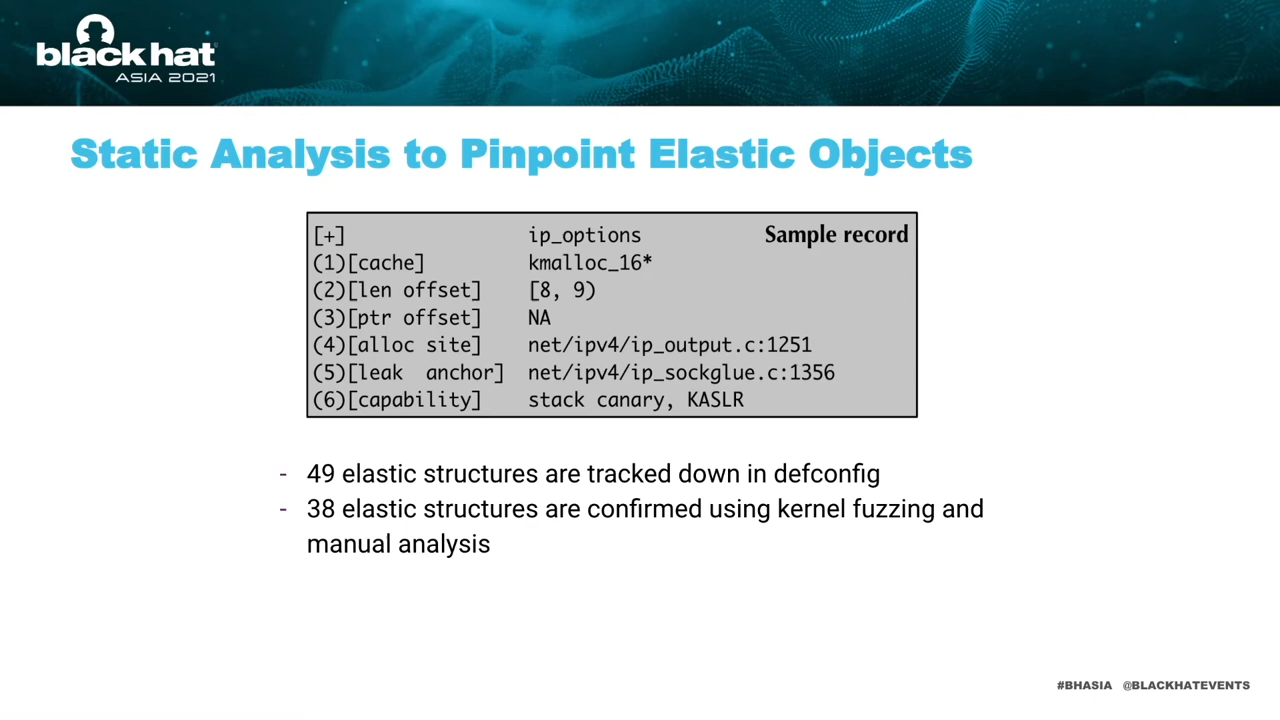 black hat
ASIA 2021
Static Analysis to Pinpoint Elastic Objects
[+] ip_options Sample record
(1)[cache] kmalloc_16*
(2)[len offset] [8, 9)
(3)[ptr offset] NA
(4)[alloc site] net/ipv4/ip_output.c:1251
(5)[leak anchor] net/ipv4/ip_sockglue.c:1356
(6)[capability] stack canary, KASLR
- 49 elastic structures are tracked down in defconfig
- 38 elastic structures are confirmed using kernel fuzzing and
manual analysis
#BHASIA @BLACKHATEVENTS